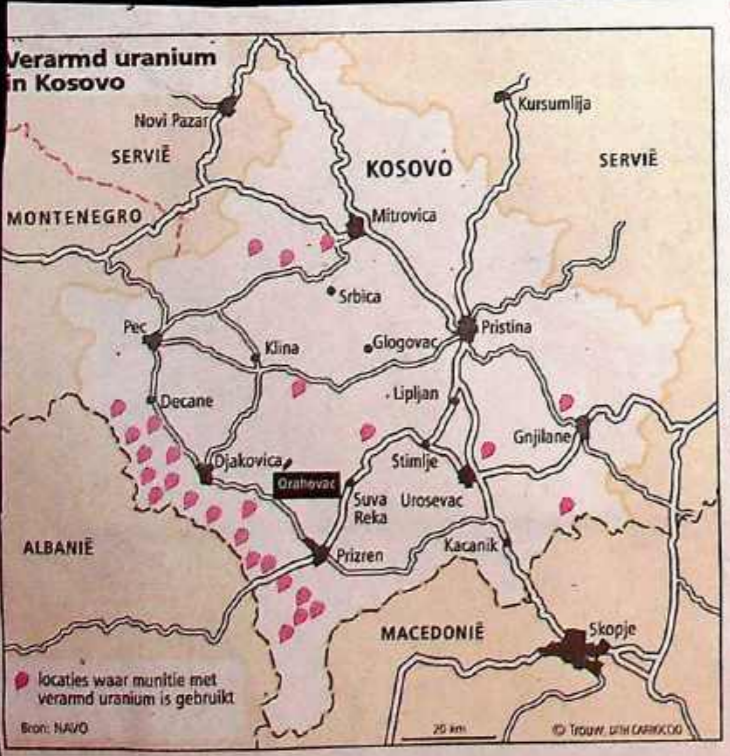 Verarmd uranium
in Kosovo
Novi Pazar
Kursumlija
SERVIË
KOSOVO
SERVIË
MONTENEGRO
Mitrovica
Srbica
Pec
Pristina
Klina
Glogovac
Decane
Lipljan
Gnjilane
Djakovica
Stimlje
Orahovac
Suva
Reka
Urosevac
ALBANIË
Prizren
Kacanik
MACEDONIË
Skopje
locaties waar munitie met
verarmd uranium is gebruikt
Bron: NAVO
20 km
© Trouw,